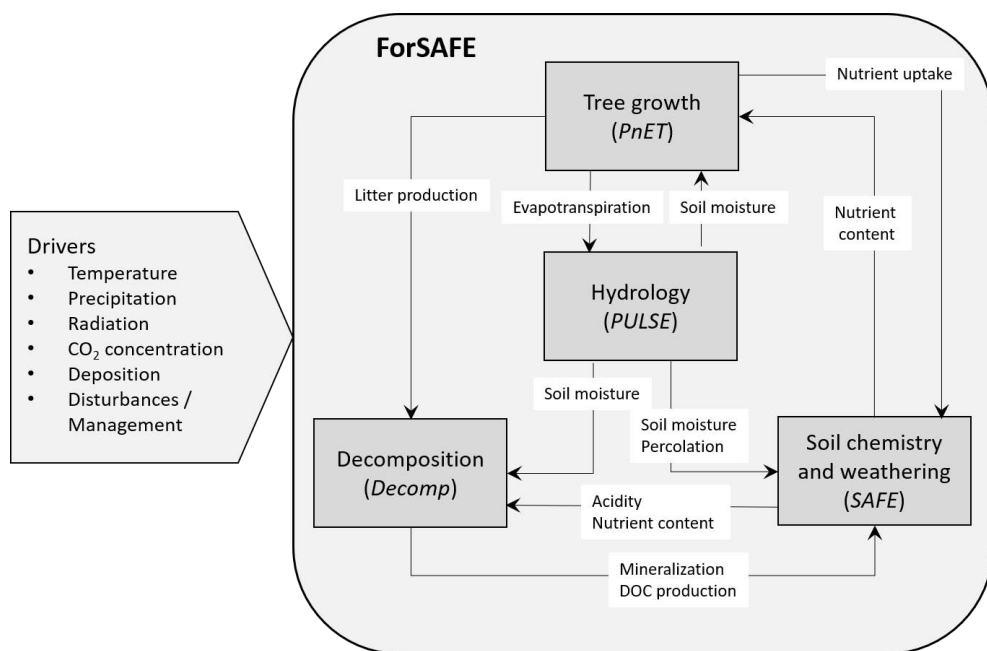 ForSAFE
Tree growth
(PnET)
Nutrient uptake
Litter production
Evapotranspiration
Soil moisture
Nutrient
content
Drivers
• Temperature
• Precipitation
• Radiation
• CO₂ concentration
• Deposition
• Disturbances /
Management
Hydrology
(PULSE)
Soil moisture
Soil moisture
Percolation
Decomposition
(Decomp)
Soil chemistry
and weathering
(SAFE)
Acidity
Nutrient content
Mineralization
DOC production